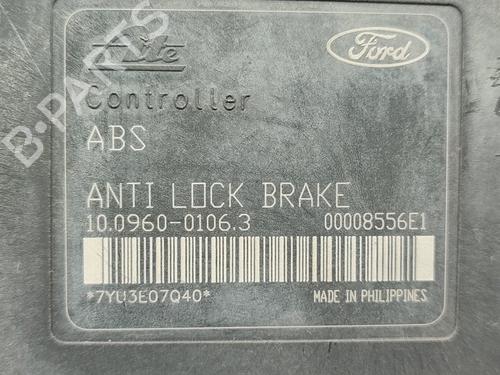 Ate
Ford
Controller
ABS
ANTI LOCK BRAKE
10.0960-0106.3 00008556E1
*7YU3E07Q40*
MADE IN PHILIPPINES
B-PARTS